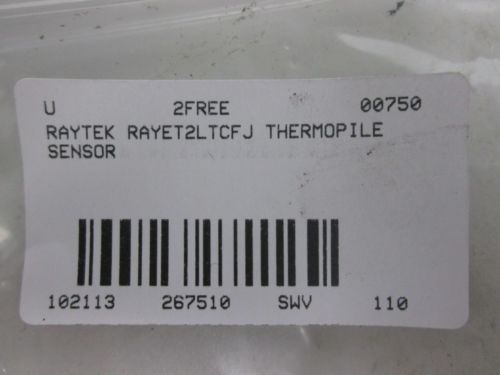 U 2FREE 00750
RAYTEK RAYET2LTCFJ THERMOPILE
SENSOR
102113 267510 SWV 110